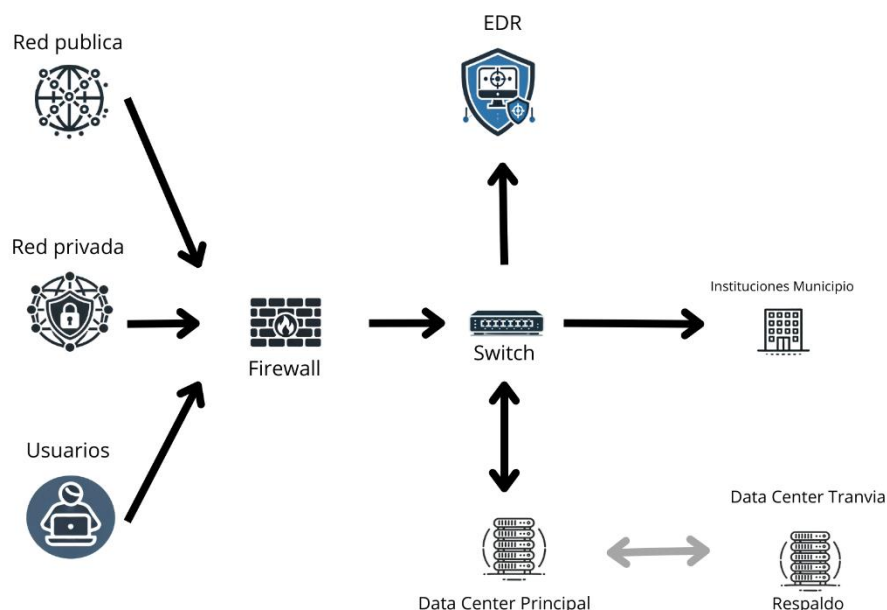 EDR
Red publica
Red privada
Instituciones Municipio
Firewall
Switch
Usuarios
Data Center Tranvia
Data Center Principal
Respaldo